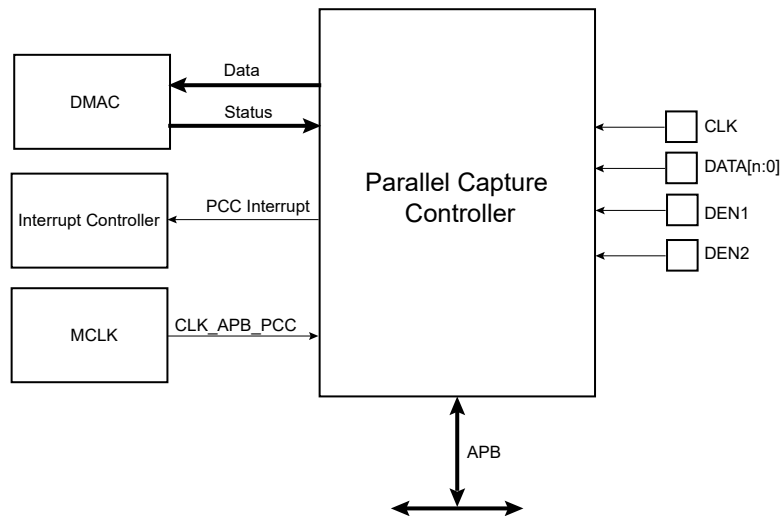 Data
DMAC
Status
CLK
DATA[n:0]
Parallel Capture
Controller
PCC Interrupt
Interrupt Controller
DEN1
DEN2
CLK_APB_PCC
MCLK
APB